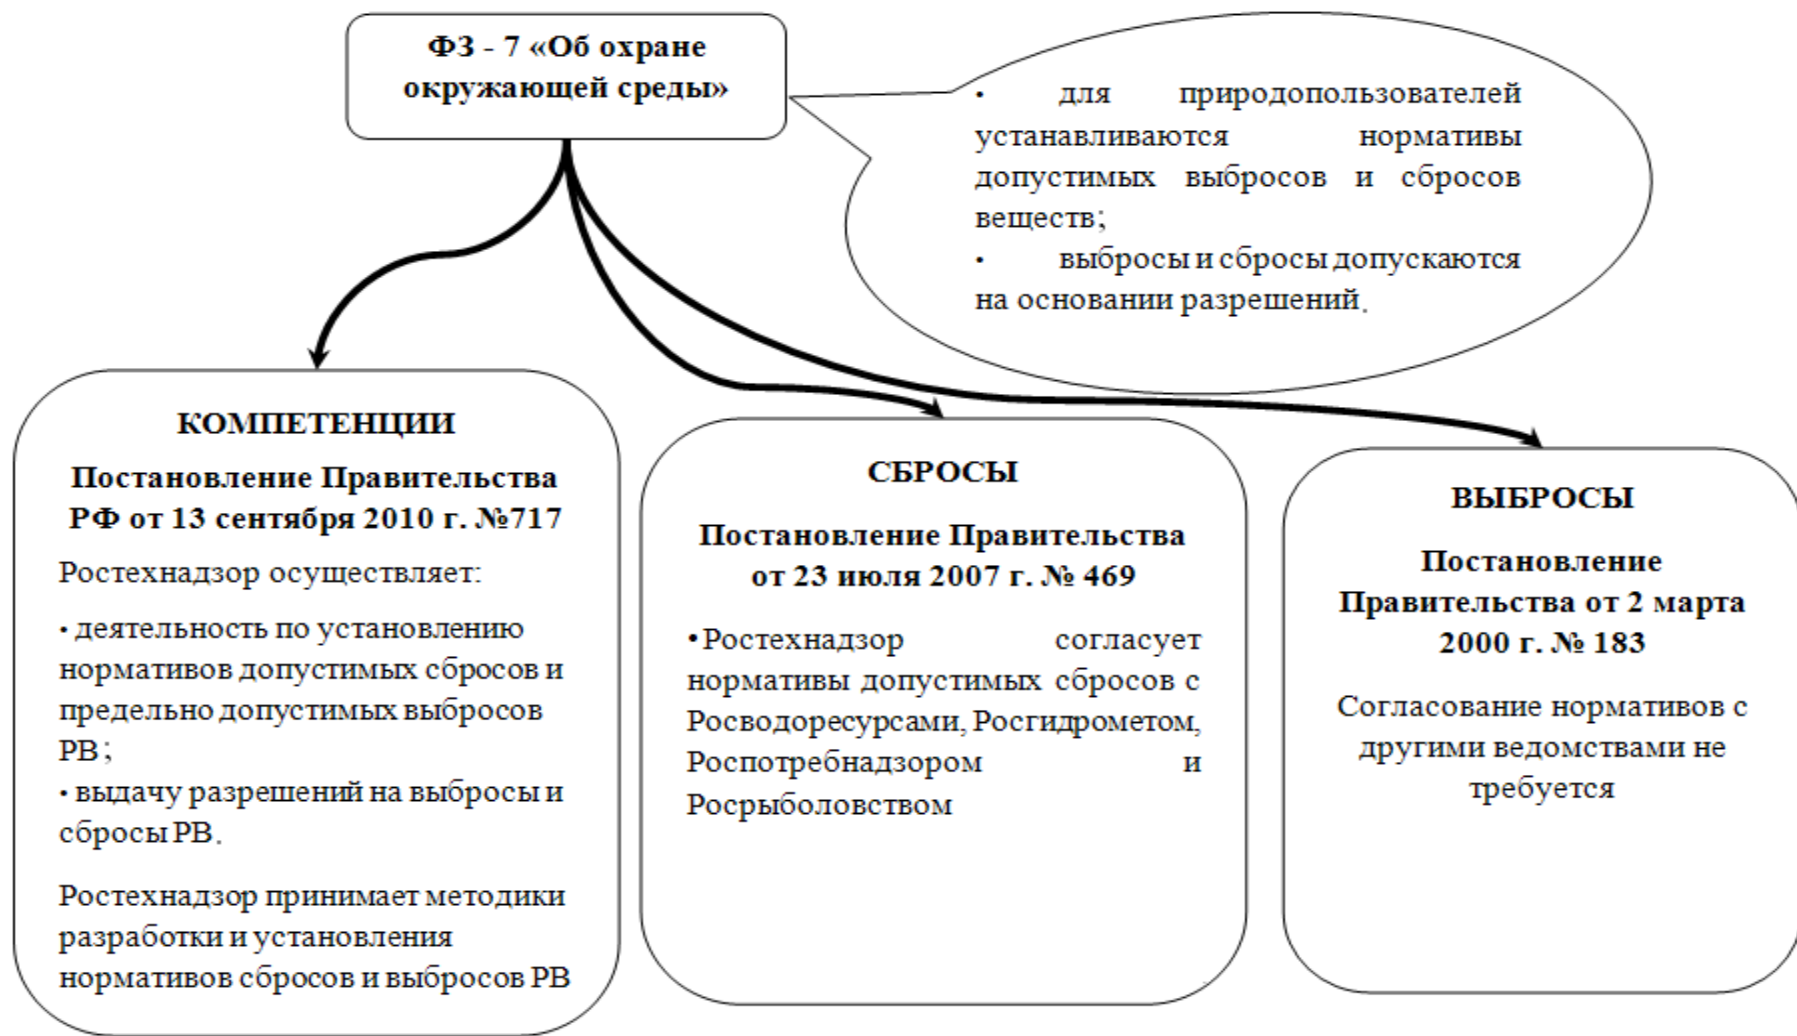 ФЗ - 7 «Об охране
окружающей среды»
• для природопользователей
устанавливаются нормативы
допустимых выбросов и сбросов
веществ;
• выбросы и сбросы допускаются
на основании разрешений.
КОМПЕТЕНЦИИ
Постановление Правительства
РФ от 13 сентября 2010 г. №717
Ростехнадзор осуществляет:
• деятельность по установлению
нормативов допустимых сбросов и
предельно допустимых выбросов
РВ;
• выдачу разрешений на выбросы и
сбросы РВ.
Ростехнадзор принимает методики
разработки и установления
нормативов сбросов и выбросов РВ
СБРОСЫ
Постановление Правительства
от 23 июля 2007 г. № 469
•Ростехнадзор согласует
нормативы допустимых сбросов с
Росводоресурсами, Росгидрометом,
Роспотребнадзором и
Росрыболовством
ВЫБРОСЫ
Постановление
Правительства от 2 марта
2000 г. № 183
Согласование нормативов с
другими ведомствами не
требуется